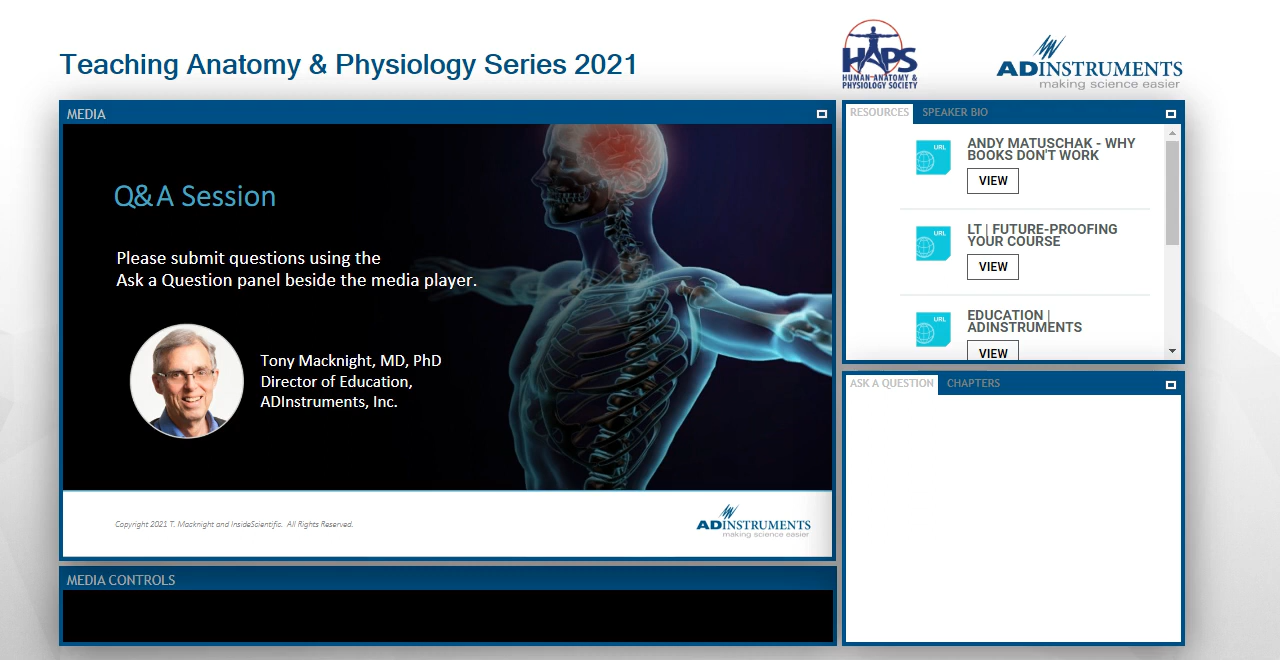 Teaching Anatomy & Physiology Series 2021
HAPS
HUMAN ANATOMY &
PHYSIOLOGY SOCIETY
ADINSTRUMENTS
making science easier
MEDIA
Q&A Session
Please submit questions using the
Ask a Question panel beside the media player.
Tony Macknight, MD, PhD
Director of Education,
ADInstruments, Inc.
Copyright 2021 T. Macknight and InsideScientific. All Rights Reserved.
ADINSTRUMENTS
making science easier
MEDIA CONTROLS
RESOURCES SPEAKER BIO
URL
ANDY MATUSCHAK - WHY
BOOKS DON'T WORK
VIEW
URL
LT | FUTURE-PROOFING
YOUR COURSE
VIEW
URL
EDUCATION |
ADINSTRUMENTS
VIEW
ASK A QUESTION CHAPTERS